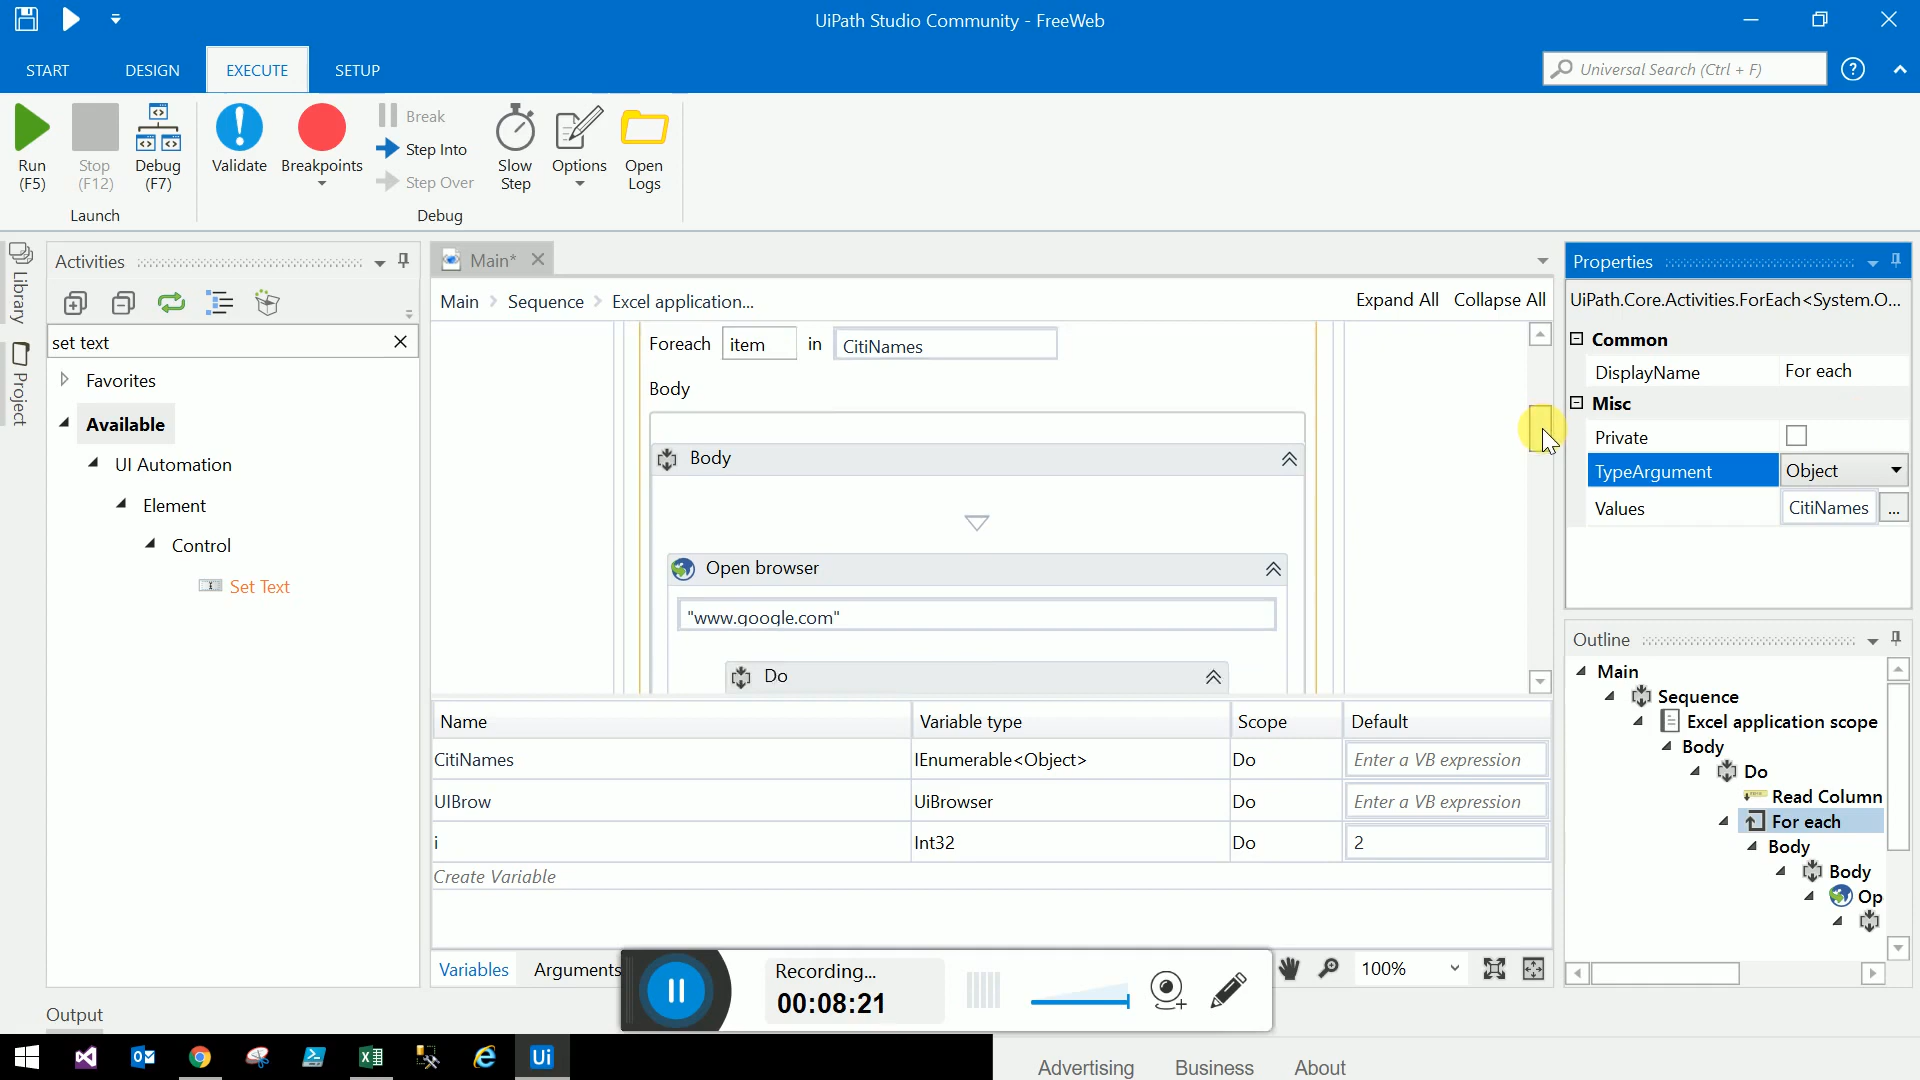 UiPath Studio Community - FreeWeb
START DESIGN EXECUTE SETUP
Universal Search (Ctrl + F)
?
Run (F5)
Stop (F12)
Debug (F7)
Launch
Validate
Breakpoints
Break
Step Into
Step Over
Debug
Slow Step
Options
Open Logs
Library
Project
Activities
set text
Favorites
Available
UI Automation
Element
Control
Set Text
Main*
Main Sequence Excel application...
Expand All Collapse All
Foreach item in CitiNames
Body
Body
Open browser
"www.google.com"
Do
Name Variable type Scope Default
CitiNames IEnumerable<Object> Do Enter a VB expression
UIBrow UiBrowser Do Enter a VB expression
i Int32 Do 2
Create Variable
Variables Arguments
100%
Properties
UiPath.Core.Activities.ForEach<System.O...
Common
DisplayName For each
Misc
Private
TypeArgument Object
Values CitiNames ...
Outline
Main
Sequence
Excel application scope
Body
Do
Read Column
For each
Body
Body
Op
Recording...
00:08:21
Output
Ui
Advertising Business About